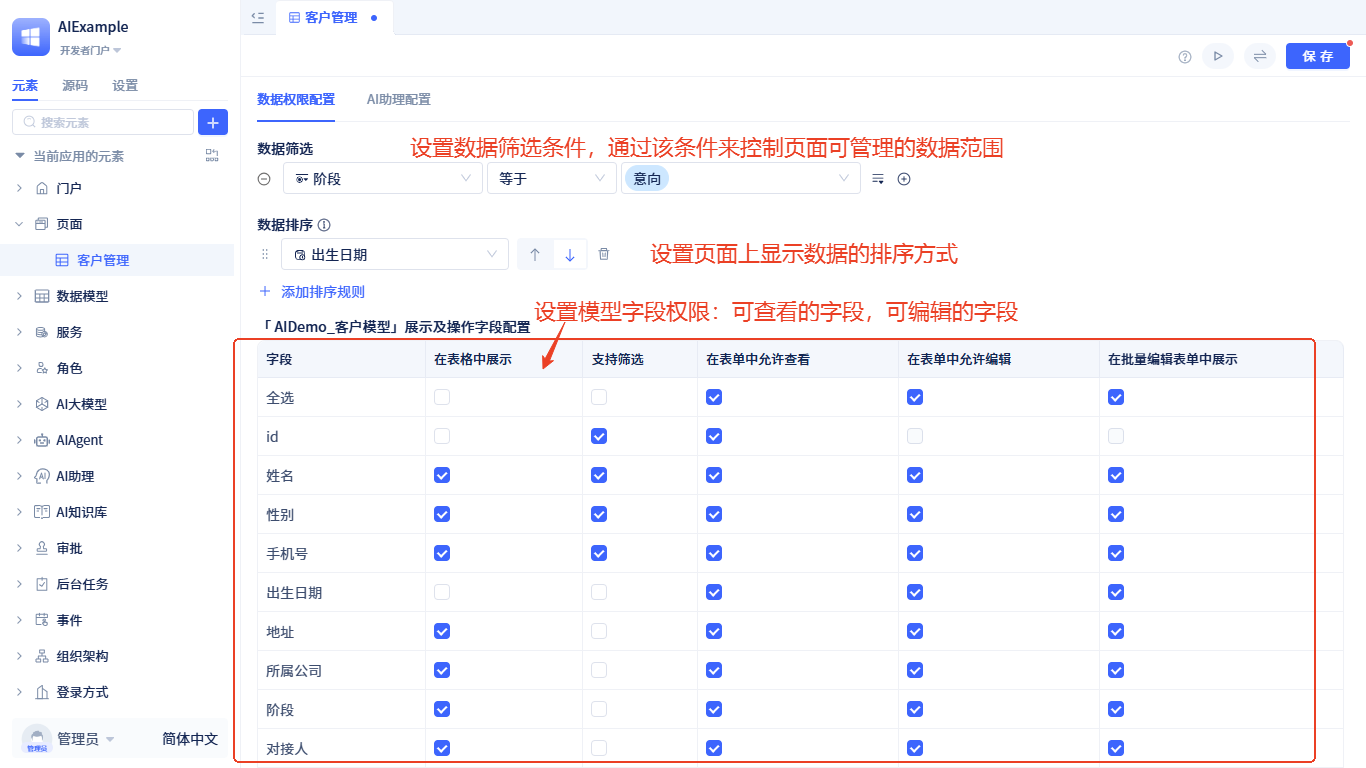 AIExample
开发者门户
元素 源码 设置
搜索元素
当前应用的元素
门户
页面
客户管理
数据模型
服务
角色
AI大模型
AIAgent
AI助理
AI知识库
审批
后台任务
事件
组织架构
登录方式
管理员
管理员 简体中文
客户管理
保 存
数据权限配置 AI助理配置
数据筛选
设置数据筛选条件，通过该条件来控制页面可管理的数据范围
阶段 等于 意向
数据排序
出生日期
设置页面上显示数据的排序方式
添加排序规则
设置模型字段权限：可查看的字段，可编辑的字段
「 AIDemo_客户模型」展示及操作字段配置
字段 在表格中展示 支持筛选 在表单中允许查看 在表单中允许编辑 在批量编辑表单中展示
全选
id
姓名
性别
手机号
出生日期
地址
所属公司
阶段
对接人